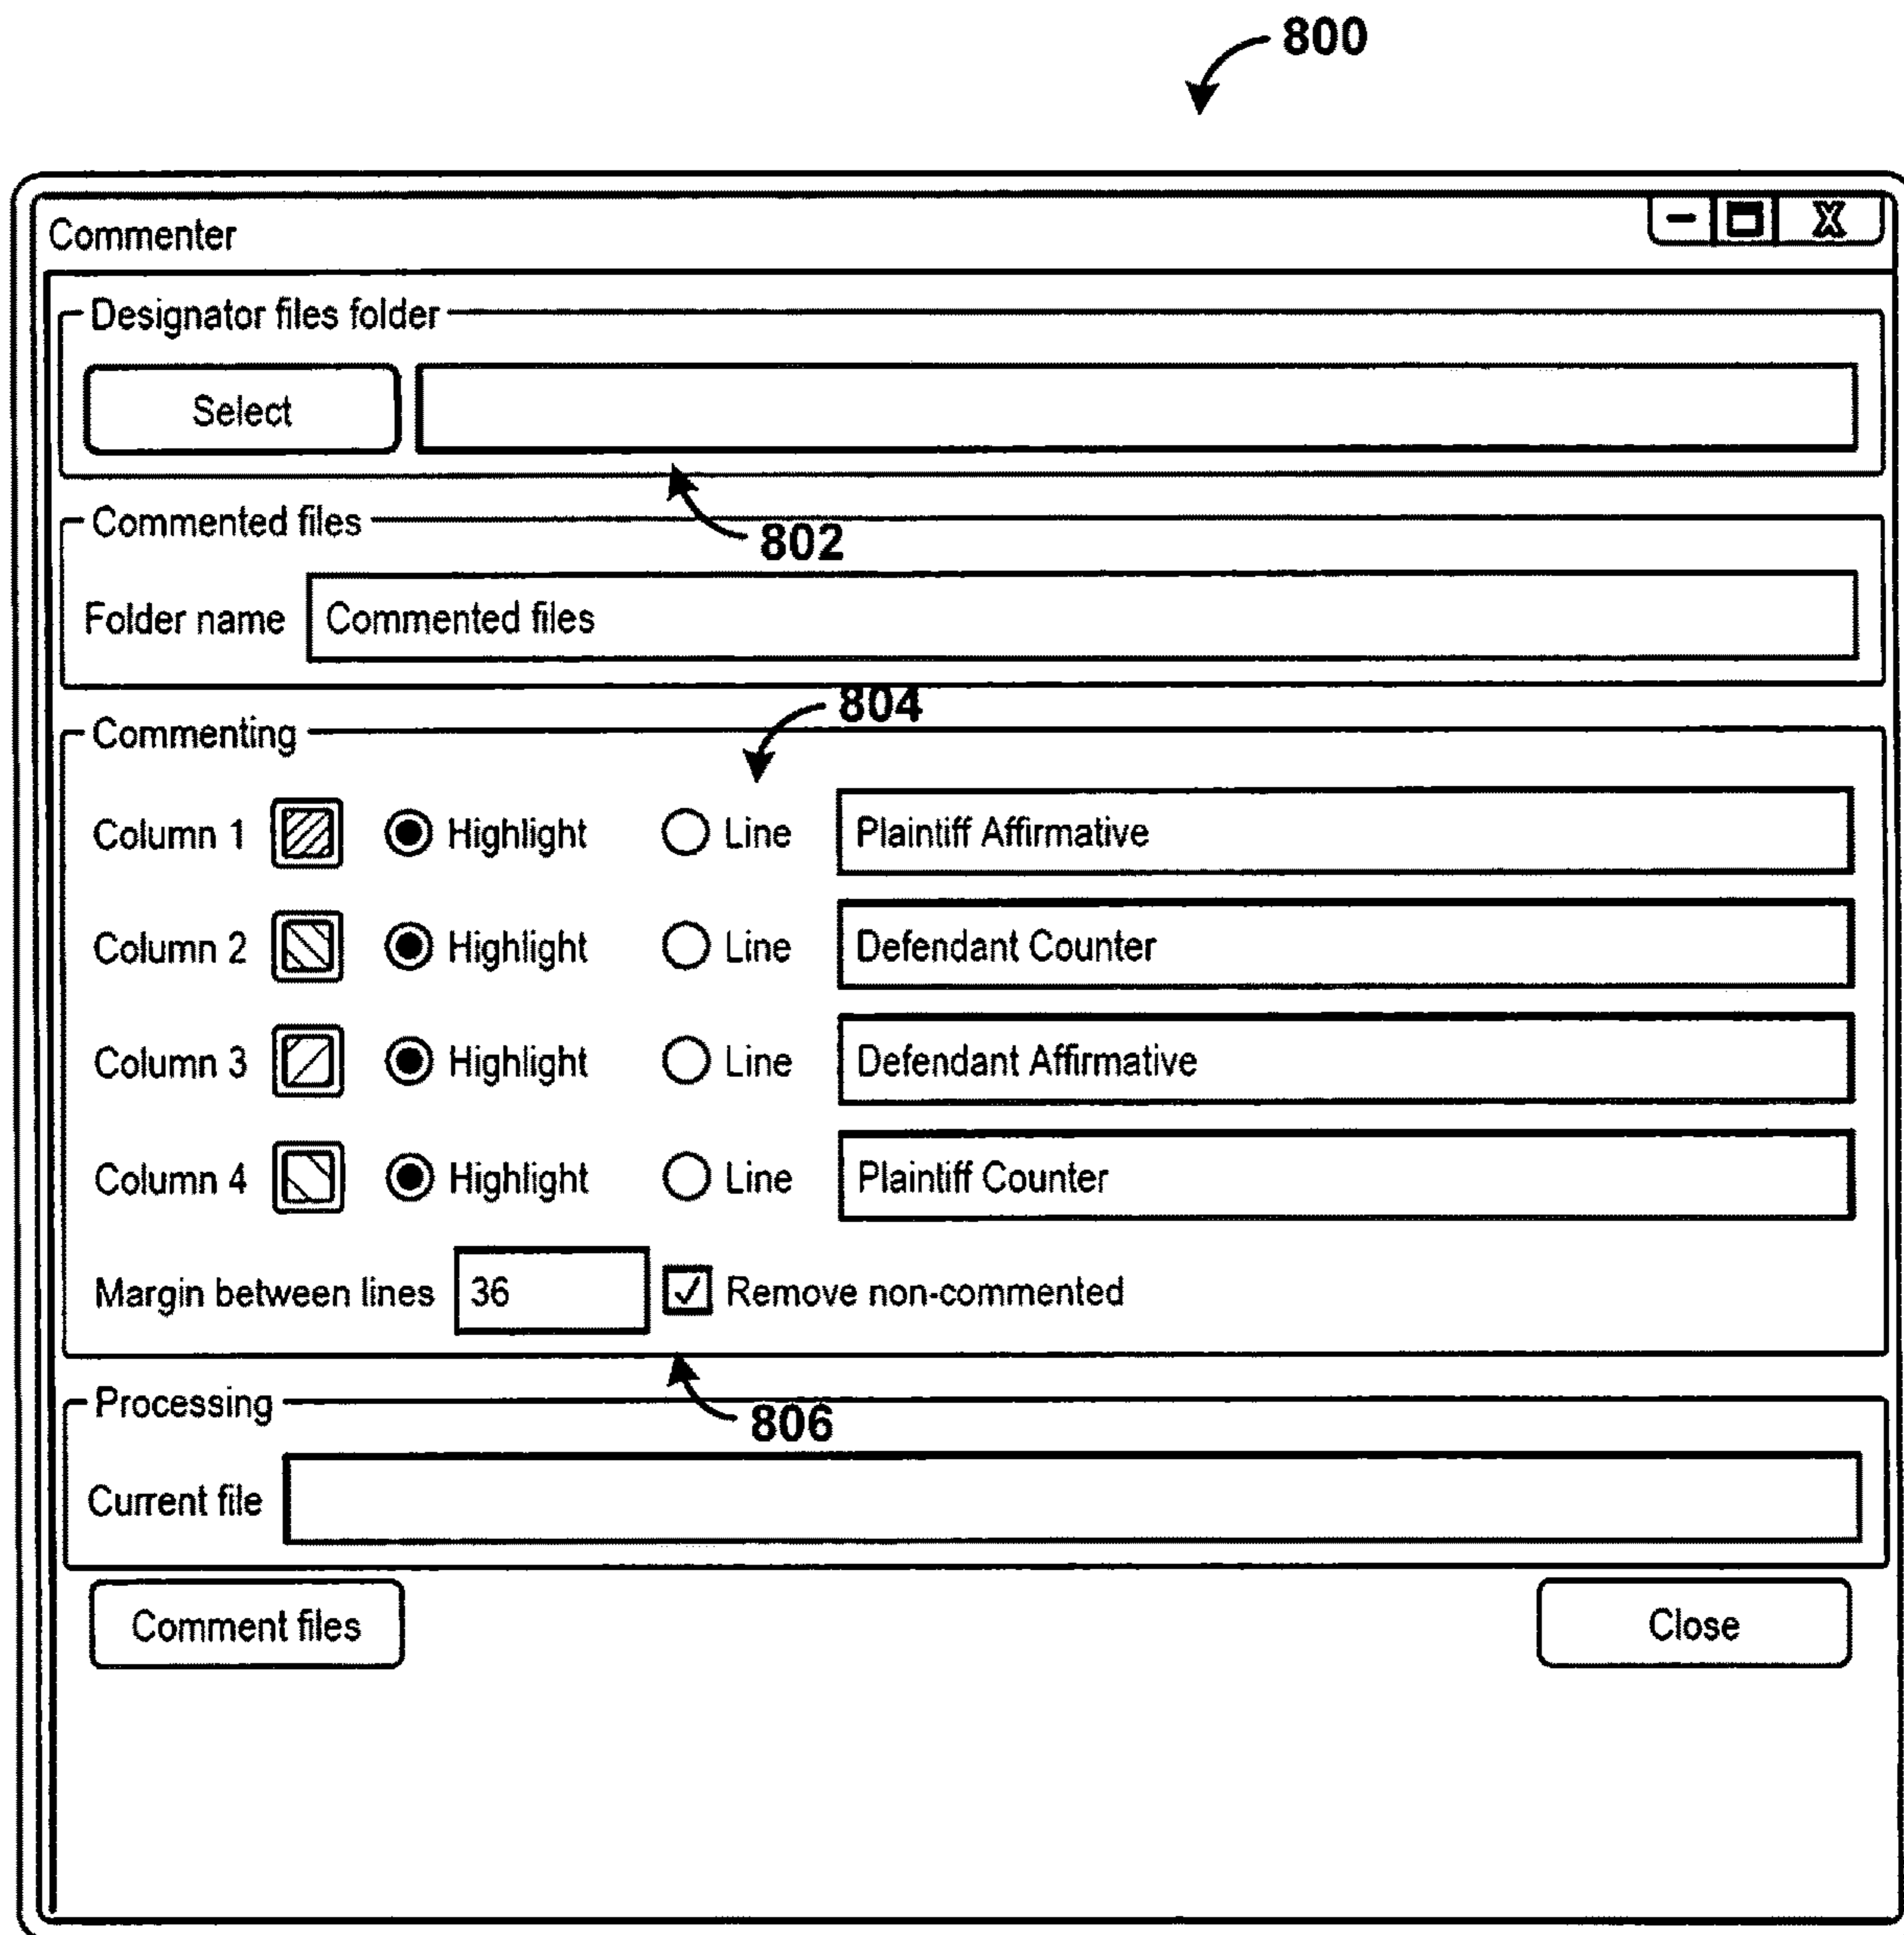 800
Commenter - X
Designator files folder
Select
802
Commented files
Folder name Commented files
804
Commenting
Column 1 Highlight Line Plaintiff Affirmative
Column 2 Highlight Line Defendant Counter
Column 3 Highlight Line Defendant Affirmative
Column 4 Highlight Line Plaintiff Counter
Margin between lines 36 Remove non-commented
806
Processing
Current file
Comment files Close